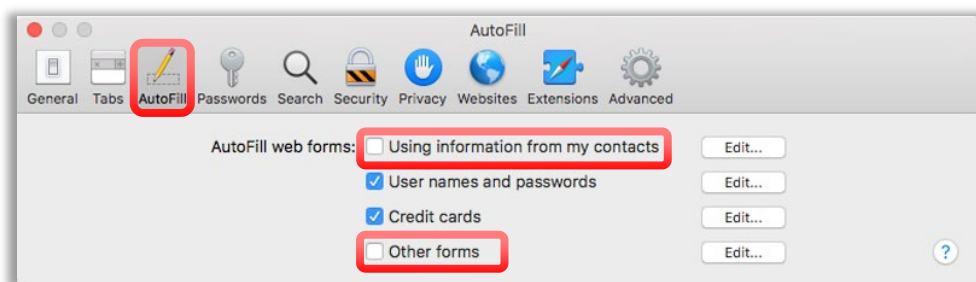 AutoFill
General Tabs AutoFill Passwords Search Security Privacy Websites Extensions Advanced
AutoFill web forms: Using information from my contacts Edit...
User names and passwords Edit...
Credit cards Edit...
Other forms Edit...
?